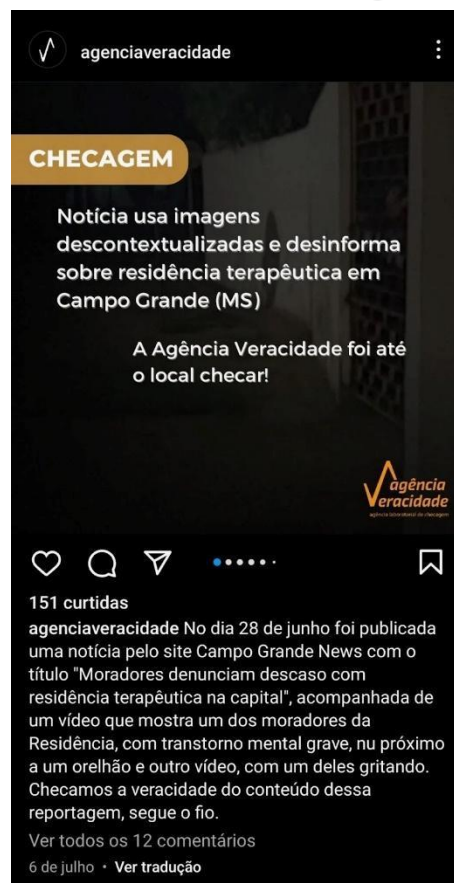 agenciaveracidade
CHECAGEM
Notícia usa imagens
descontextualizadas e desinforma
sobre residência terapêutica em
Campo Grande (MS)
A Agência Veracidade foi até
o local checar!
agência
Veracidade
agência laboratorial de checagem
151 curtidas
agenciaveracidade No dia 28 de junho foi publicada
uma notícia pelo site Campo Grande News com o
título "Moradores denunciam descaso com
residência terapêutica na capital", acompanhada de
um vídeo que mostra um dos moradores da
Residência, com transtorno mental grave, nu próximo
a um orelhão e outro vídeo, com um deles gritando.
Checamos a veracidade do conteúdo dessa
reportagem, segue o fio.
Ver todos os 12 comentários
6 de julho • Ver tradução